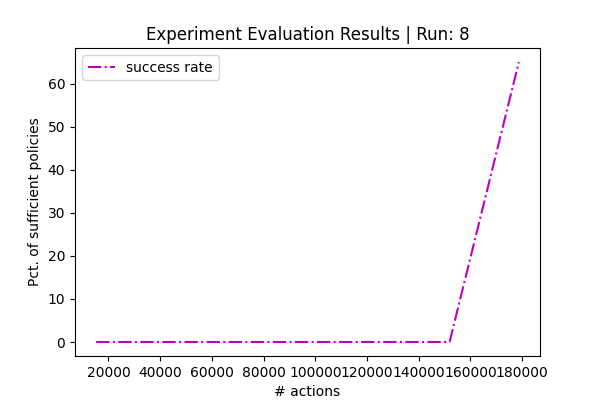 Experiment Evaluation Results | Run: 8
success rate
Pct. of sufficient policies
60
50
40
30
20
10
0
20000 40000 60000 80000 100000 120000 140000 160000 180000
# actions